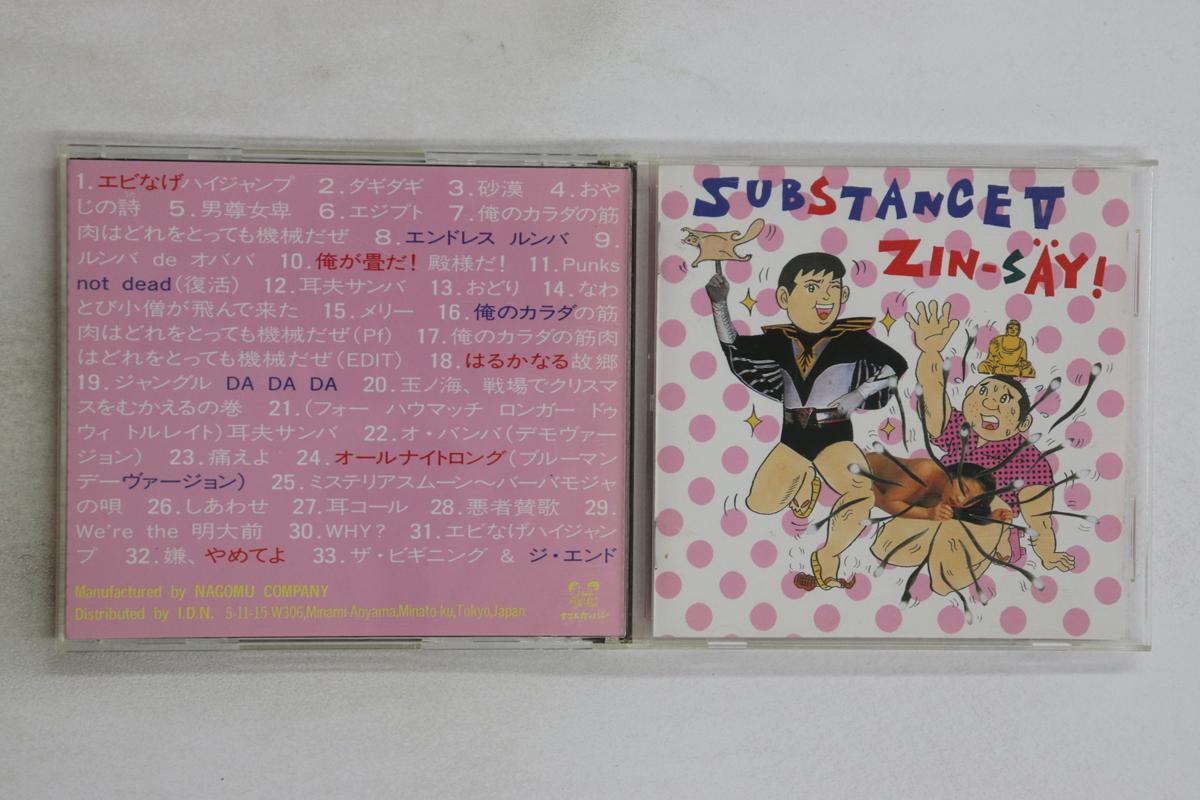 1.エビなげハイジャンプ 2.ダギダギ 3.砂漠 4.おや
じの詩 5.男尊女卑 6.エジプト 7.俺のカラダの筋
肉はどれをとっても機械だぜ 8.エンドレス ルンバ 9.
ルンバ de オババ 10.俺が畳だ!殿様だ! 11.Punks
not dead(復活) 12.耳夫サンバ 13.おどり 14.なわ
とび小僧が飛んで来た 15.メリー 16.俺のカラダの筋
肉はどれをとっても機械だぜ(Pf) 17.俺のカラダの筋肉
はどれをとっても機械だぜ(EDIT) 18.はるかなる故郷
19.ジャングル DA DA DA 20.玉ノ海、戦場でクリスマ
スをむかえるの巻 21.(フォー ハウマッチ ロンガー ドゥ
ウィ トルレイト)耳夫サンバ 22.オ・バンバ(デモヴァー
ジョン) 23.痛えよ 24.オールナイトロング(ブルーマン
デーヴァージョン) 25.ミステリアスムーン〜バーバモジャ
の唄 26.しあわせ 27.耳コール 28.悪者賛歌 29.
We're the 明大前 30.WHY? 31.エビなげハイジャン
プ 32.嫌、やめてよ 33.ザ・ビギニング & ジ・エンド
Manufactured by NAGOMU COMPANY
Distributed by I.D.N. 5-11-15-W306,Minami-Aoyama,Minato-ku,Tokyo,Japan.
SUBSTANCE V
ZIN-SÄY!